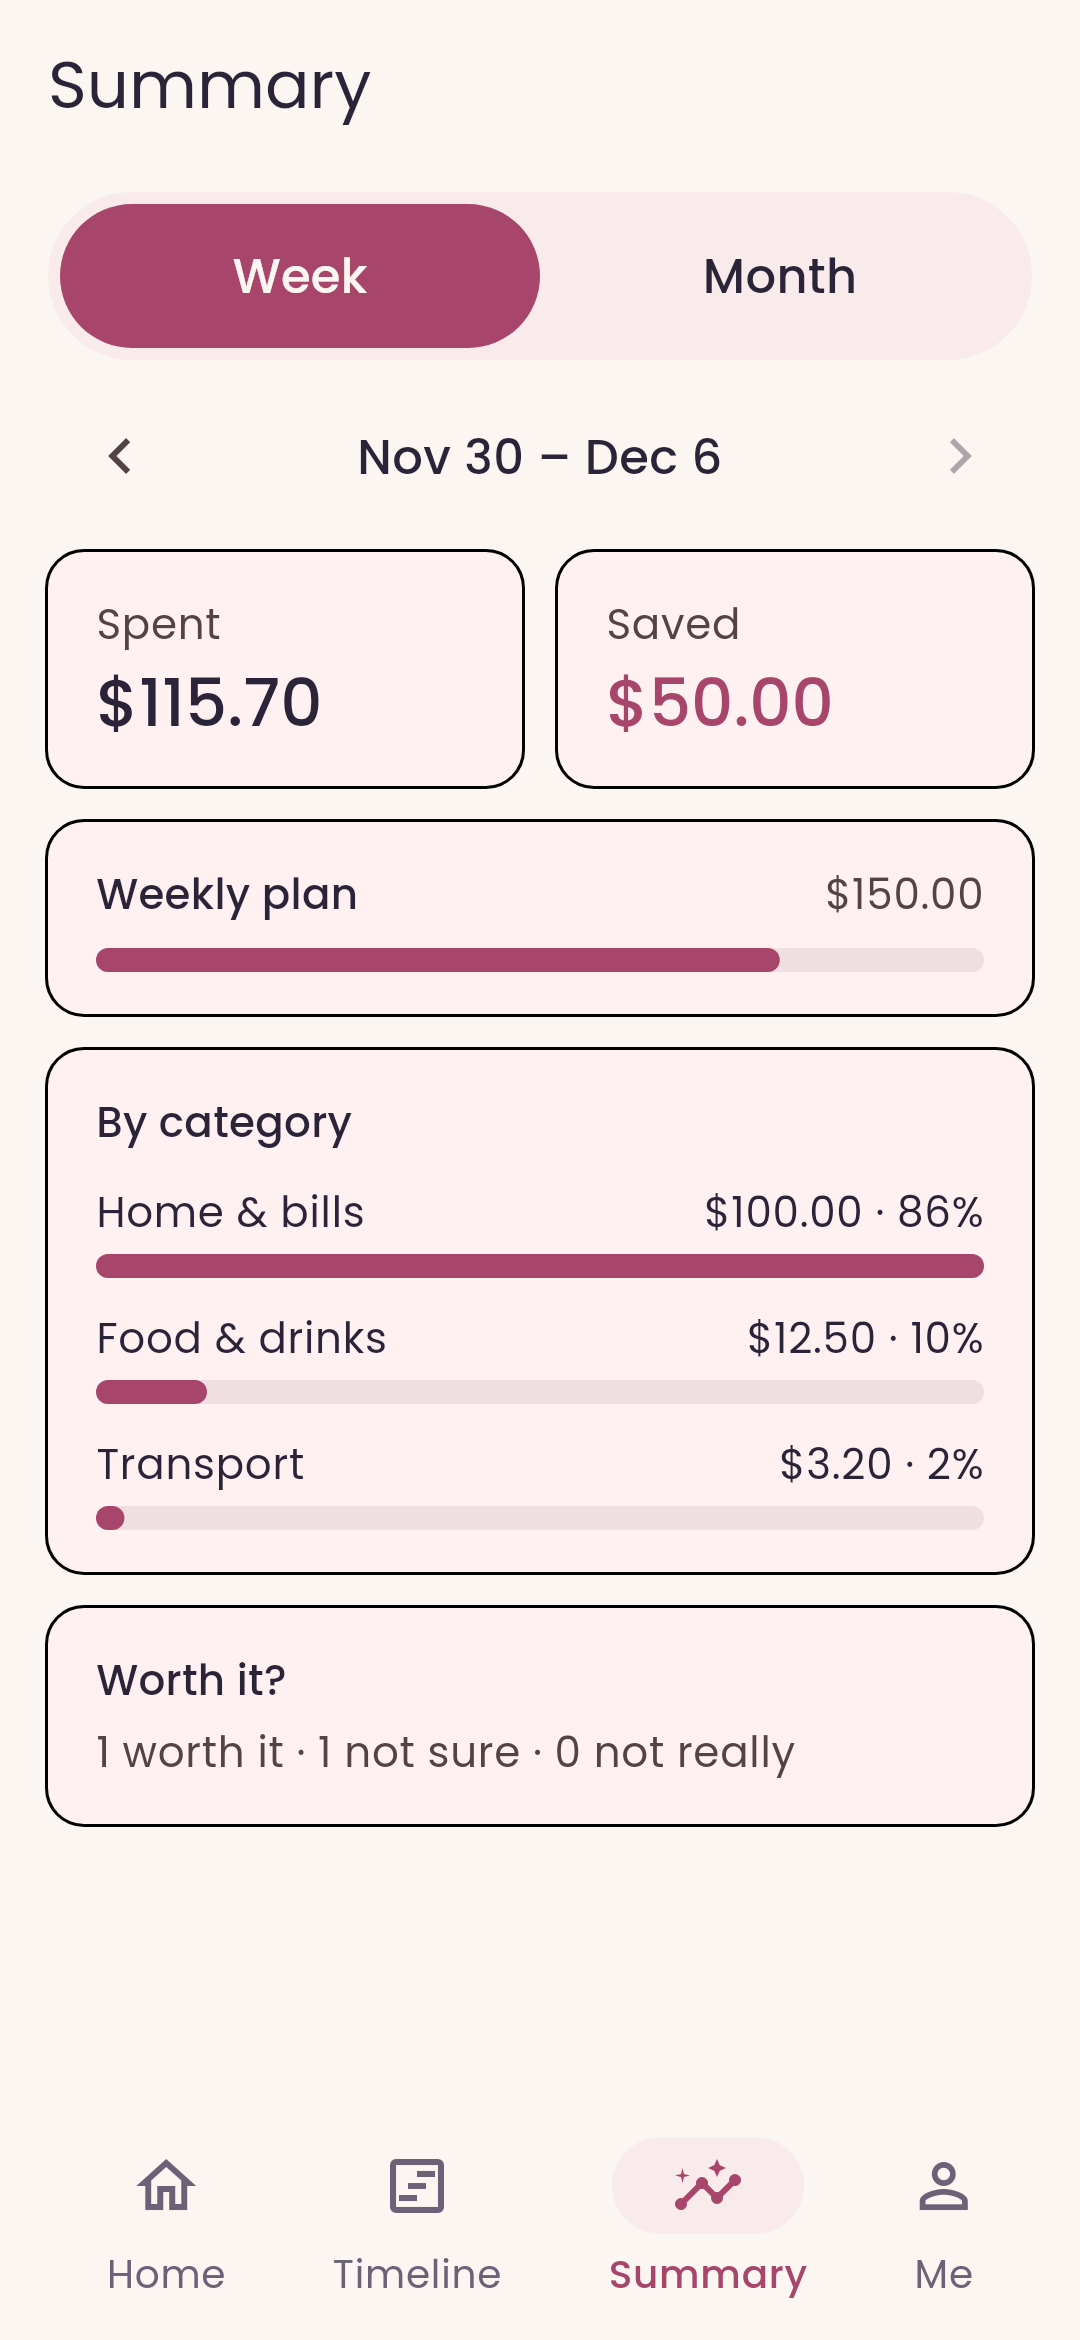 Summary
Week
Month
Nov 30 – Dec 6
Spent
$115.70
Saved
$50.00
Weekly plan
$150.00
By category
Home & bills
$100.00 · 86%
Food & drinks
$12.50 · 10%
Transport
$3.20 · 2%
Worth it?
1 worth it · 1 not sure · 0 not really
Home
Timeline
Summary
Me